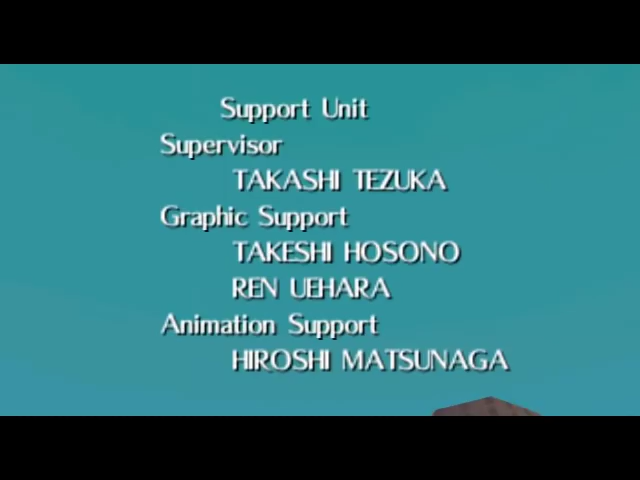 Support Unit
Supervisor
TAKASHI TEZUKA
Graphic Support
TAKESHI HOSONO
REN UEHARA
Animation Support
HIROSHI MATSUNAGA